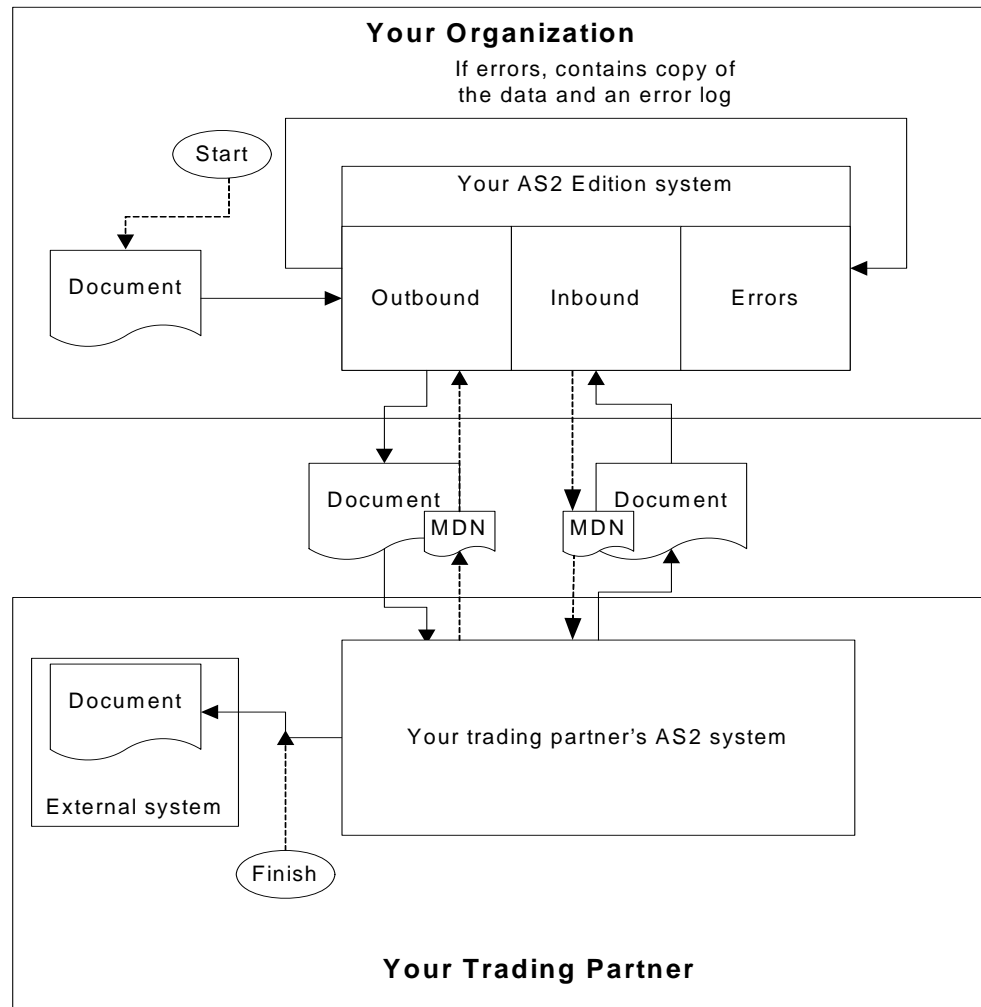 Your Organization
If errors, contains copy of
the data and an error log
Start
Your AS2 Edition system
Document
Outbound
Inbound
Errors
Document
MDN
MDN
Document
Document
External system
Your trading partner’s AS2 system
Finish
Your Trading Partner